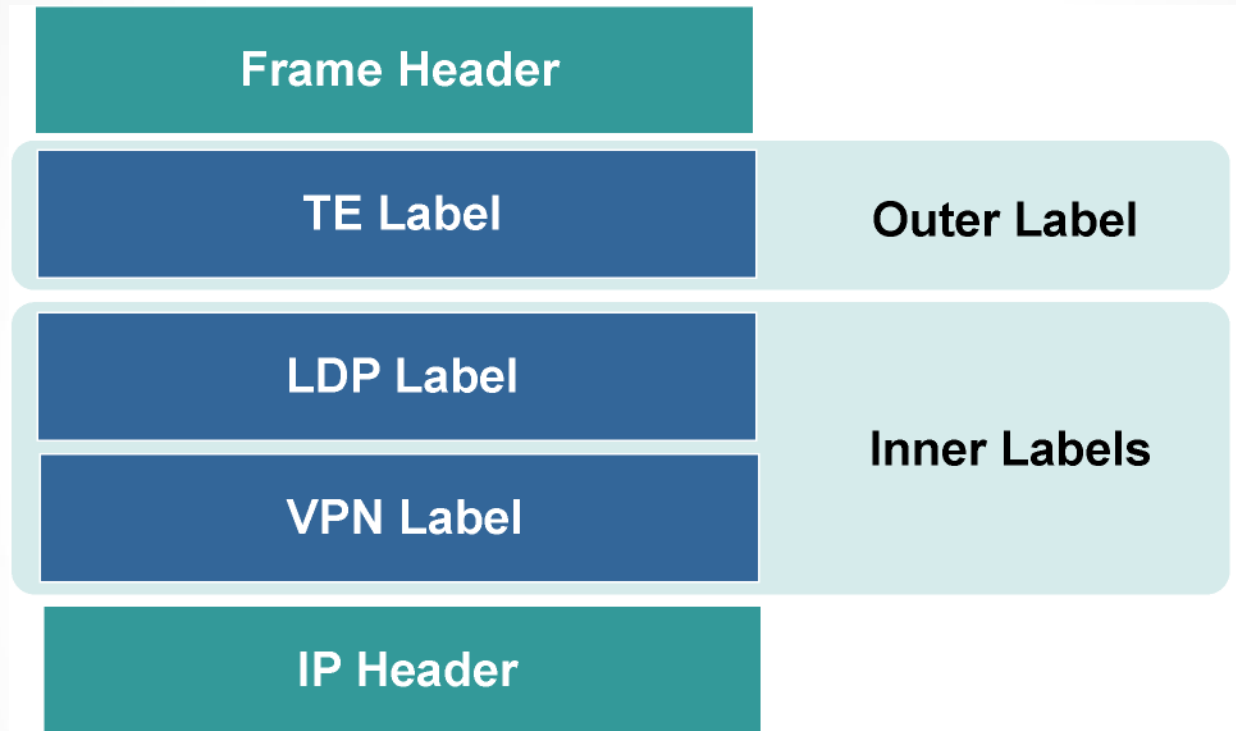 Frame Header
TE Label
Outer Label
LDP Label
Inner Labels
VPN Label
IP Header